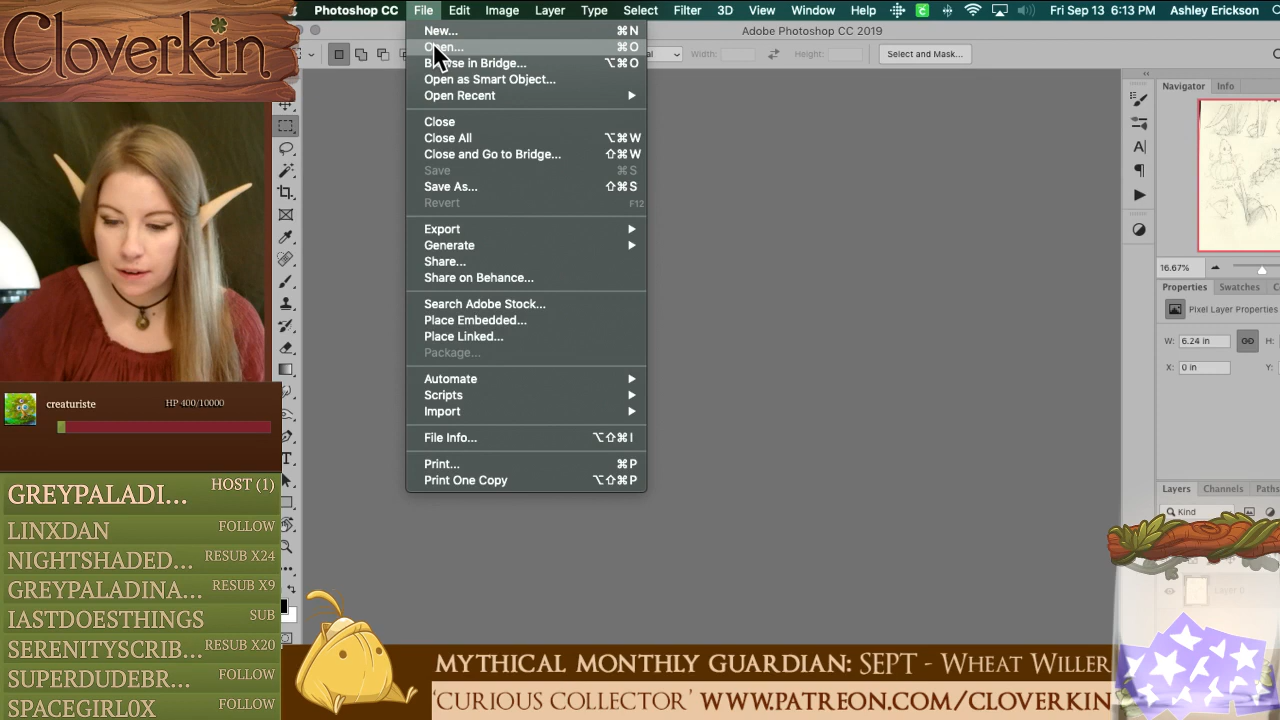 Cloverkin
Photoshop CC File Edit Image Layer Type Select Filter 3D View Window Help Fri Sep 13 6:13 PM Ashley Erickson
Adobe Photoshop CC 2019
Width: Height: Select and Mask...
New... ⌘N
Open... ⌘O
Browse in Bridge... ⌥⌘O
Open as Smart Object...
Open Recent
Close
Close All ⌥⌘W
Close and Go to Bridge... ⇧⌘W
Save ⌘S
Save As... ⇧⌘S
Revert F12
Export
Generate
Share...
Share on Behance...
Search Adobe Stock...
Place Embedded...
Place Linked...
Package...
Automate
Scripts
Import
File Info... ⌥⇧⌘I
Print... ⌘P
Print One Copy ⌥⇧⌘P
Navigator Info
16.67%
Properties Swatches
Pixel Layer Properties
W: 6.24 in GO H:
X: 0 in Y:
Layers Channels Paths
Kind
creaturiste HP 400/10000
GREYPALADI... HOST (1)
LINXDAN FOLLOW
NIGHTSHADED... RESUB X24
GREYPALADINA... RESUB X9
IASTDOESTHINGS SUB
SERENITYSCRIB... RESUB X20
SUPERDUDEBR... FOLLOW
SPACEGIRL0X FOLLOW
MYTHICAL MONTHLY GUARDIAN: SEPT - WHEAT WILLER
'CURIOUS COLLECTOR' WWW.PATREON.COM/CLOVERKIN